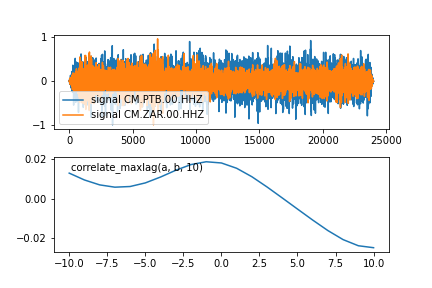 1
0
−1
signal CM.PTB.00.HHZ
signal CM.ZAR.00.HHZ
0 5000 10000 15000 20000 25000
0.02
0.00
−0.02
correlate_maxlag(a, b, 10)
−10.0 −7.5 −5.0 −2.5 0.0 2.5 5.0 7.5 10.0